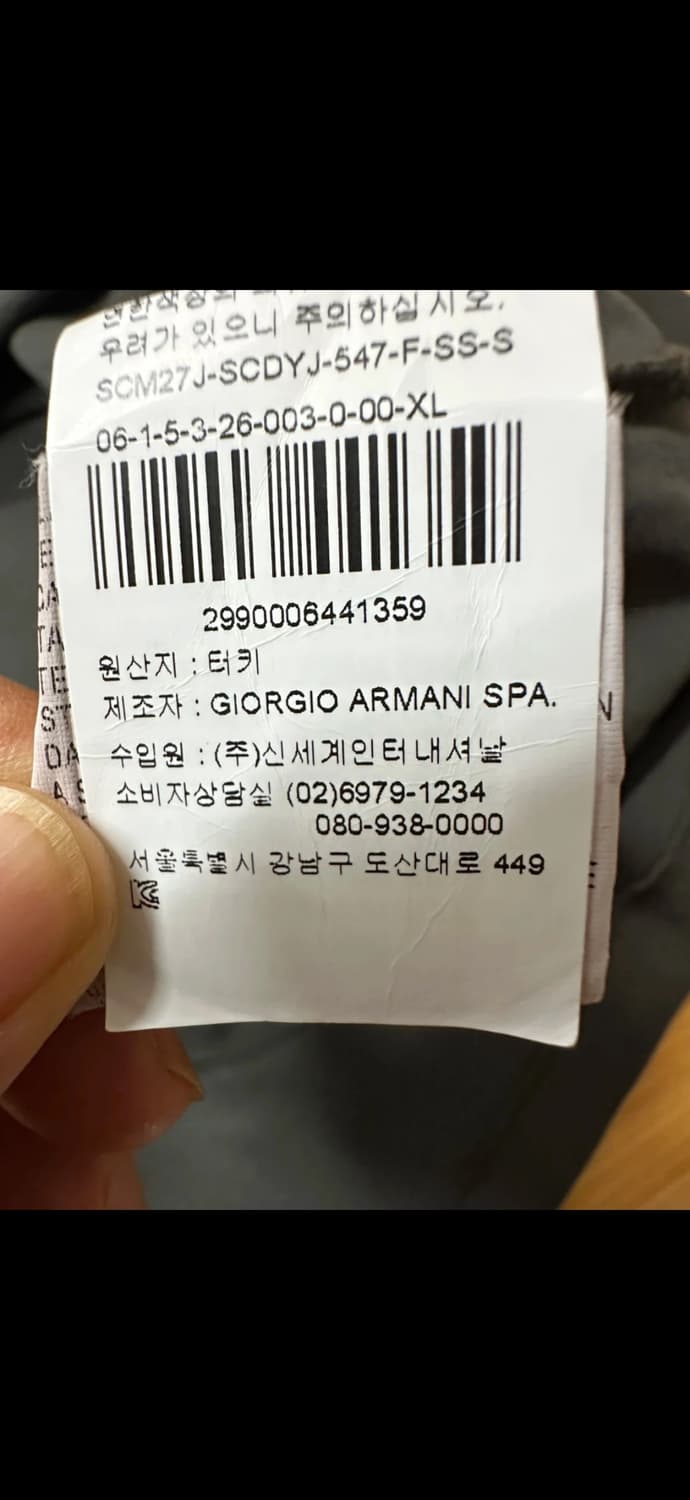 우려가 있으니 주의하십시오.
SCM27J-SCDYJ-547-F-SS-S
06-1-5-3-26-003-0-00-XL
2990006441359
원산지 : 터키
제조자 : GIORGIO ARMANI SPA.
수입원 : (주)신세계인터내셔날
소비자상담실 (02)6979-1234
080-938-0000
서울특별시 강남구 도산대로 449